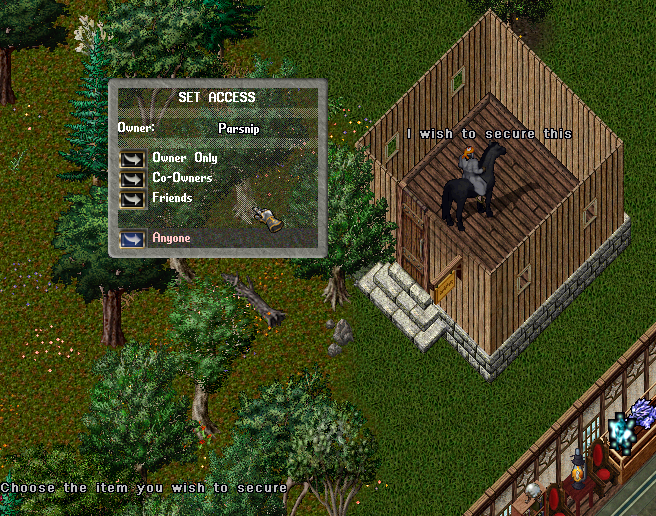 SET ACCESS
Owner: Parsnip
Owner Only
Co-Owners
Friends
Anyone
I wish to secure this
Choose the item you wish to secure